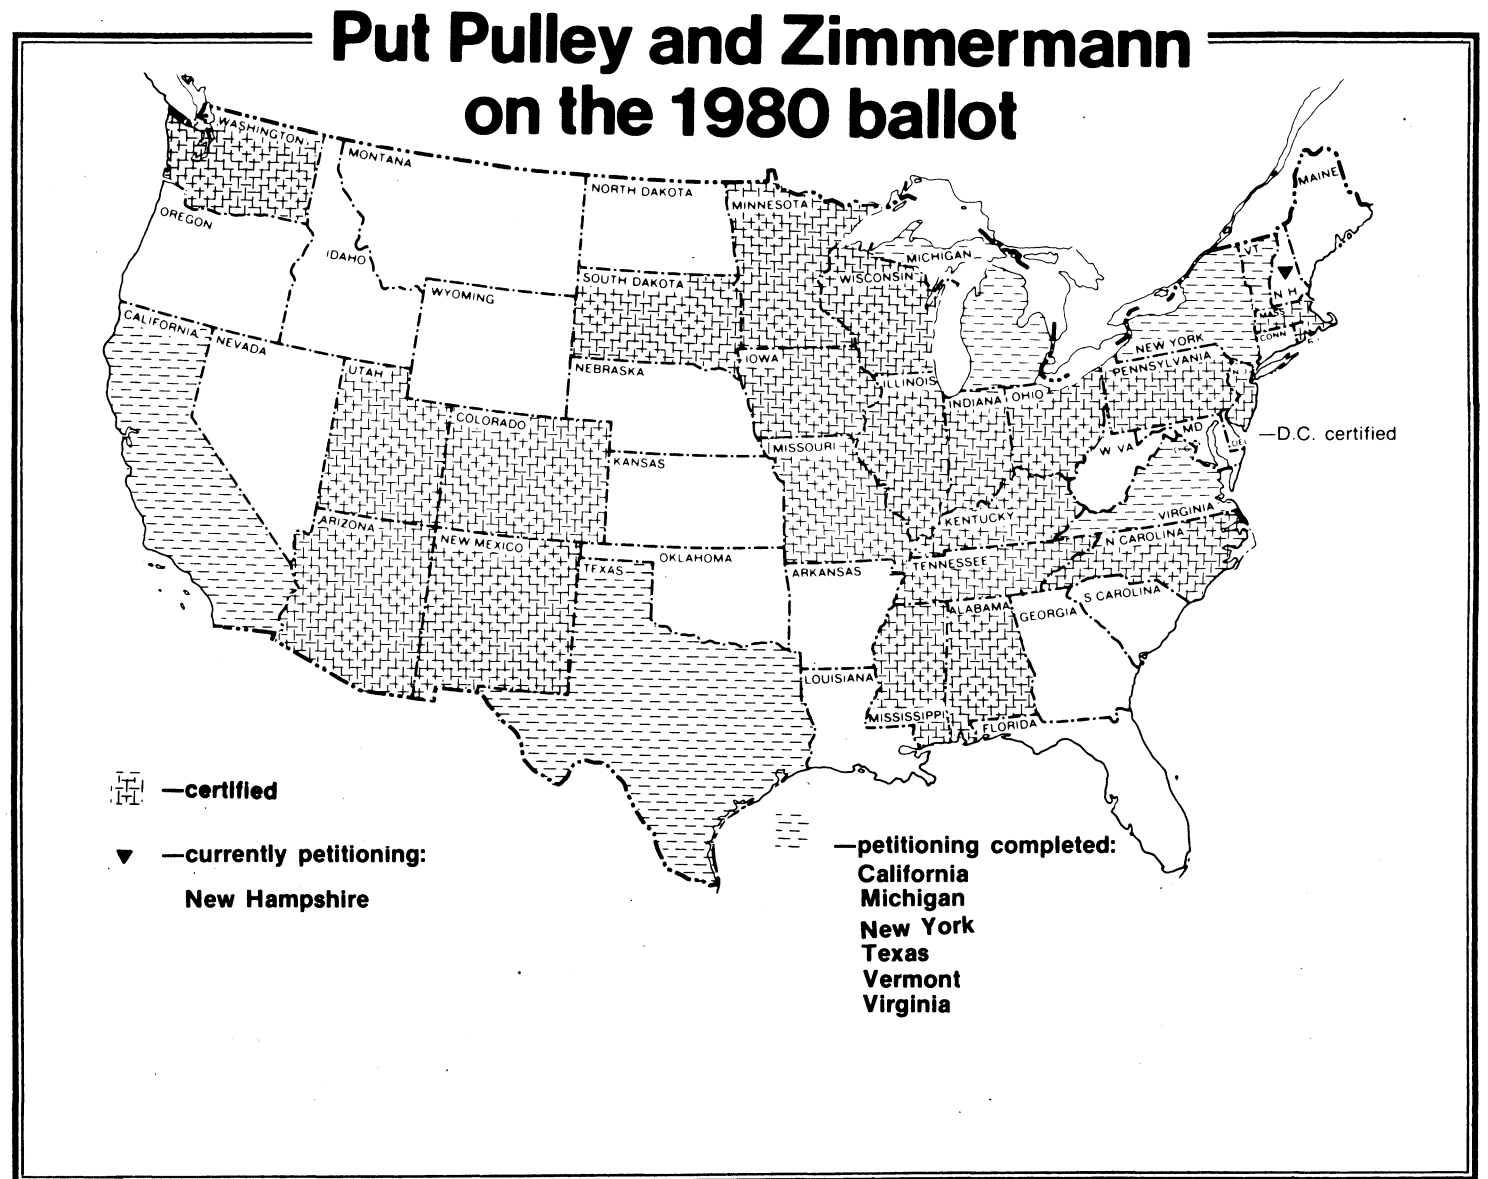 Put Pulley and Zimmermann
on the 1980 ballot
WASHINGTON
MONTANA
NORTH DAKOTA
MINNESOTA
MAINE
OREGON
IDAHO
VT
MICHIGAN
WISCONSIN
SOUTH DAKOTA
WYOMING
N H
MASS
CALIFORNIA
NEVADA
CONN
R.I.
NEW YORK
PENNSYLVANIA
IOWA
UTAH
NEBRASKA
ILLINOIS
INDIANA
OHIO
N.J.
COLORADO
MD
—D.C. certified
DEL
W VA
MISSOURI
KANSAS
VIRGINIA
KENTUCKY
ARIZONA
NEW MEXICO
N CAROLINA
OKLAHOMA
TENNESSEE
TEXAS
ARKANSAS
S CAROLINA
ALABAMA
GEORGIA
LOUISIANA
MISSISSIPPI
FLORIDA
—certified
—currently petitioning:
New Hampshire
—petitioning completed:
California
Michigan
New York
Texas
Vermont
Virginia